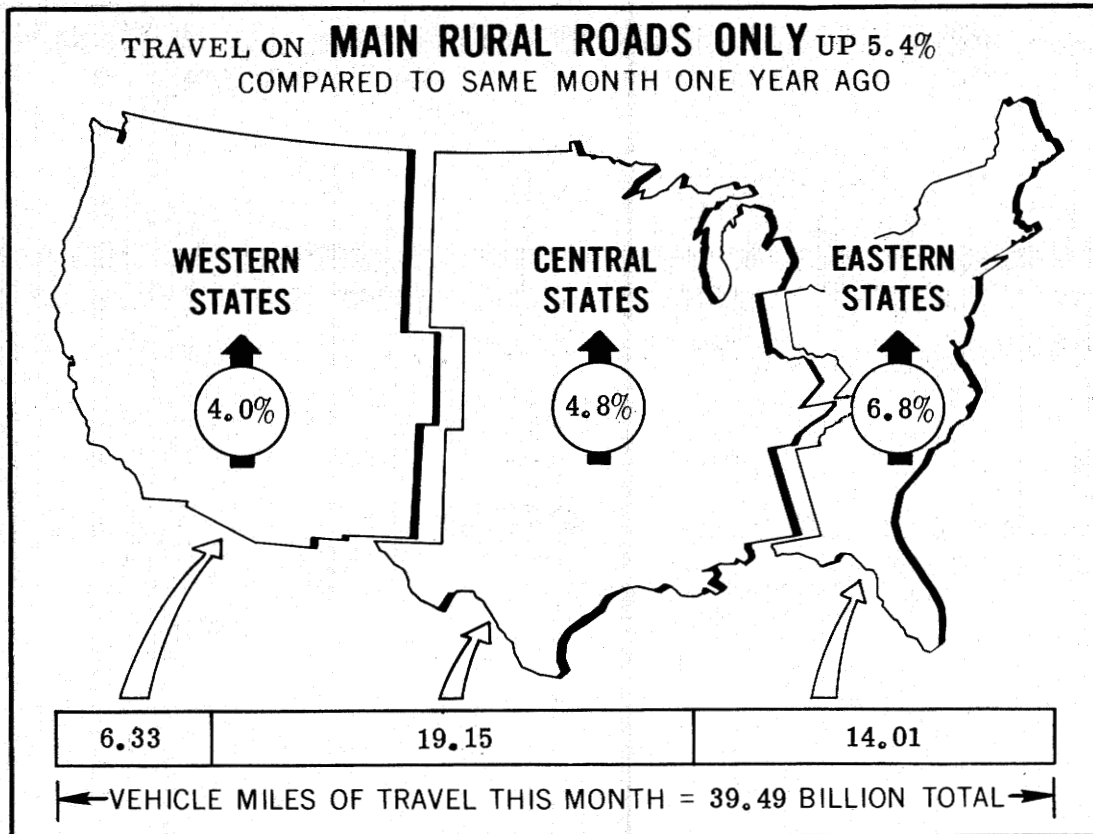 TRAVEL ON MAIN RURAL ROADS ONLY UP 5.4%
COMPARED TO SAME MONTH ONE YEAR AGO
WESTERN
STATES
4.0%
CENTRAL
STATES
4.8%
EASTERN
STATES
6.8%
6.33 19.15 14.01
VEHICLE MILES OF TRAVEL THIS MONTH = 39.49 BILLION TOTAL